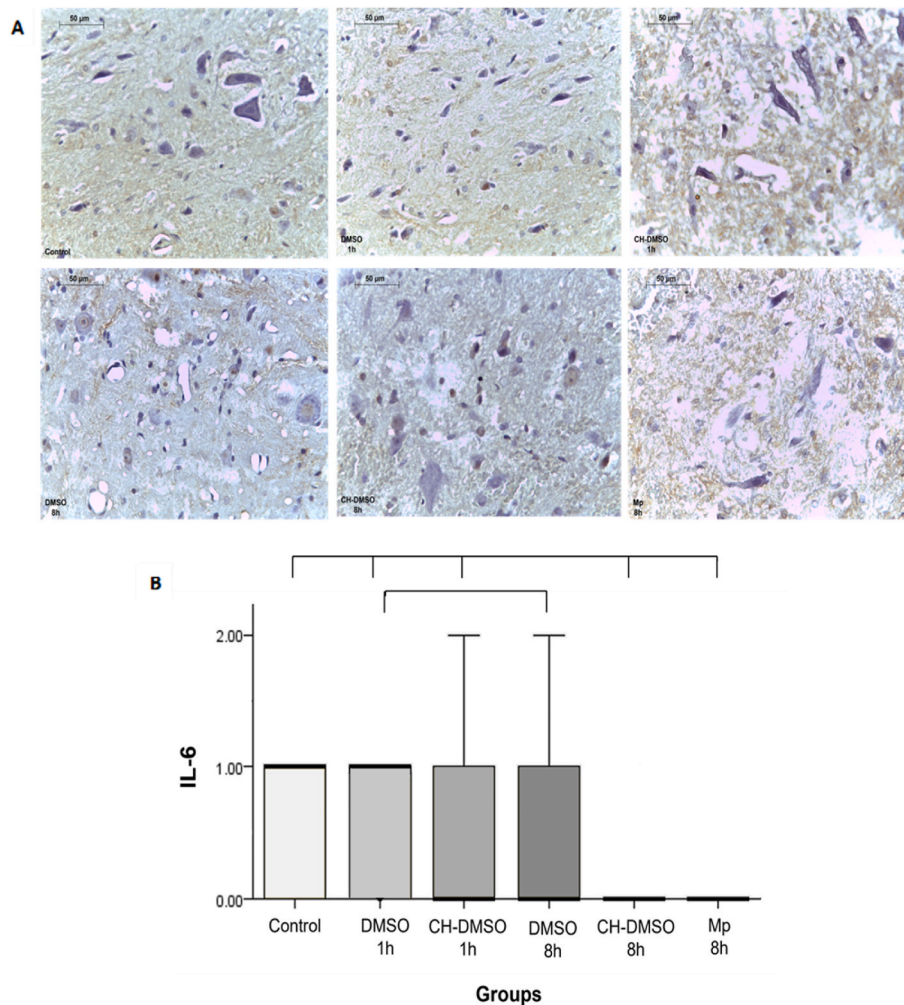 A
50 µm
50 µm
50 µm
Control
DMSO
1h
CH-DMSO
1h
50 µm
50 µm
50 µm
DMSO
8h
CH-DMSO
8h
Mp
8h
B
IL-6
2.00
1.00
0.00
Control
DMSO
1h
CH-DMSO
1h
DMSO
8h
CH-DMSO
8h
Mp
8h
Groups